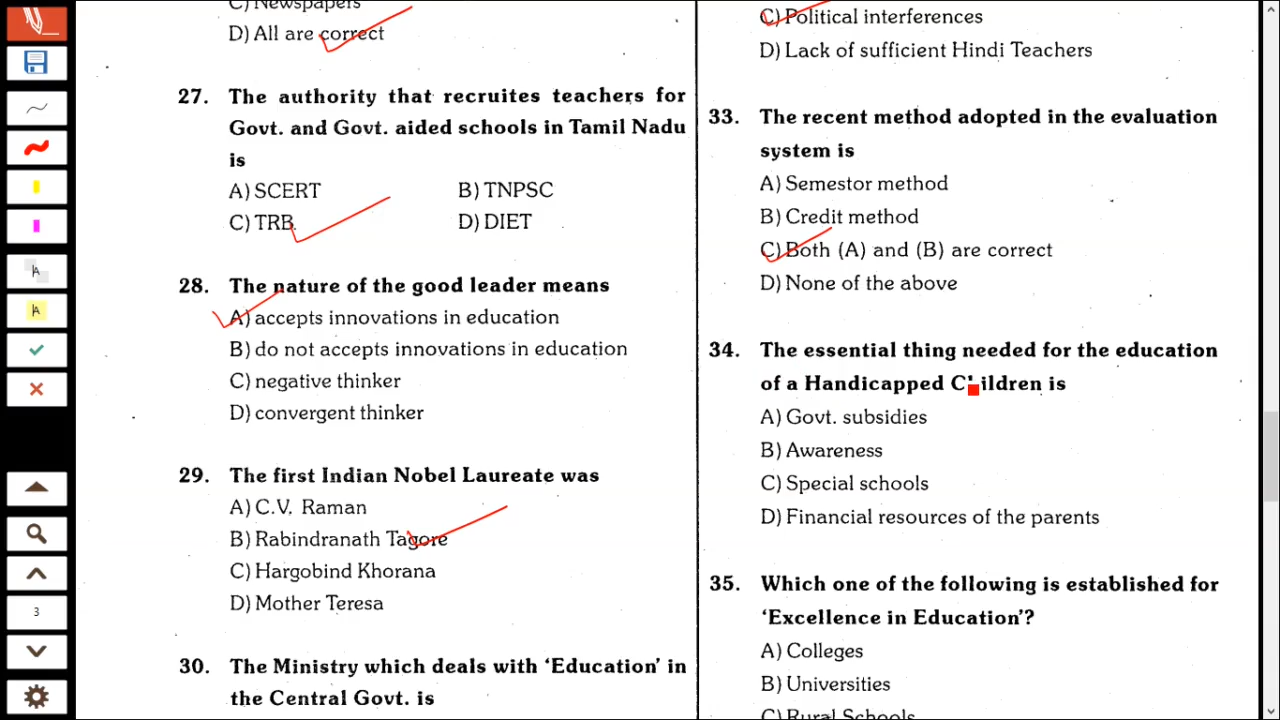 C) Newspapers
D) All are correct
27. The authority that recruites teachers for
Govt. and Govt. aided schools in Tamil Nadu
is
A) SCERT B) TNPSC
C) TRB D) DIET
28. The nature of the good leader means
A) accepts innovations in education
B) do not accepts innovations in education
C) negative thinker
D) convergent thinker
29. The first Indian Nobel Laureate was
A) C.V. Raman
B) Rabindranath Tagore
C) Hargobind Khorana
D) Mother Teresa
30. The Ministry which deals with ‘Education’ in
the Central Govt. is
C) Political interferences
D) Lack of sufficient Hindi Teachers
33. The recent method adopted in the evaluation
system is
A) Semestor method
B) Credit method
C) Both (A) and (B) are correct
D) None of the above
34. The essential thing needed for the education
of a Handicapped Children is
A) Govt. subsidies
B) Awareness
C) Special schools
D) Financial resources of the parents
35. Which one of the following is established for
‘Excellence in Education’?
A) Colleges
B) Universities
C) Rural Schools
3